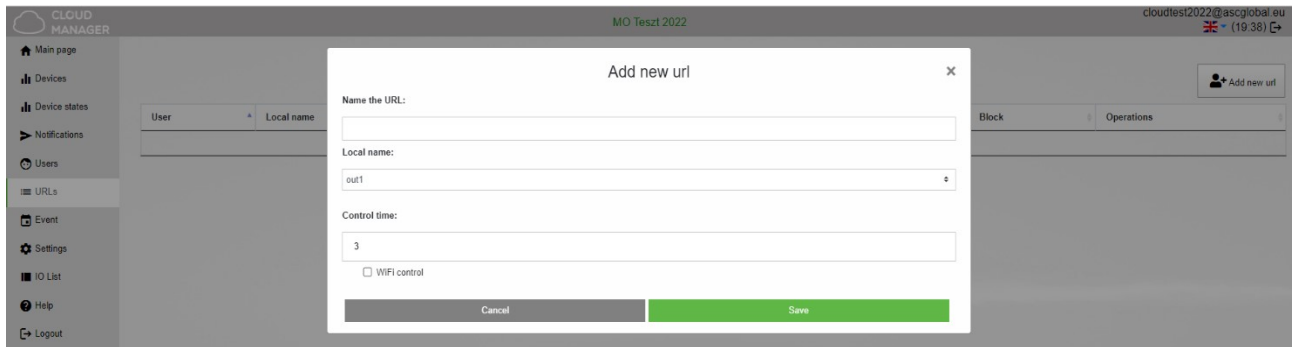 CLOUD
MANAGER
MO Teszt 2022
cloudtest2022@ascglobal.eu
(19:38)
Main page
Devices
Device states
Notifications
Users
URLs
Event
Settings
IO List
Help
Logout
Add new url
User Local name Block Operations
Add new url ×
Name the URL:
Local name:
out1
Control time:
3
WiFi control
Cancel Save